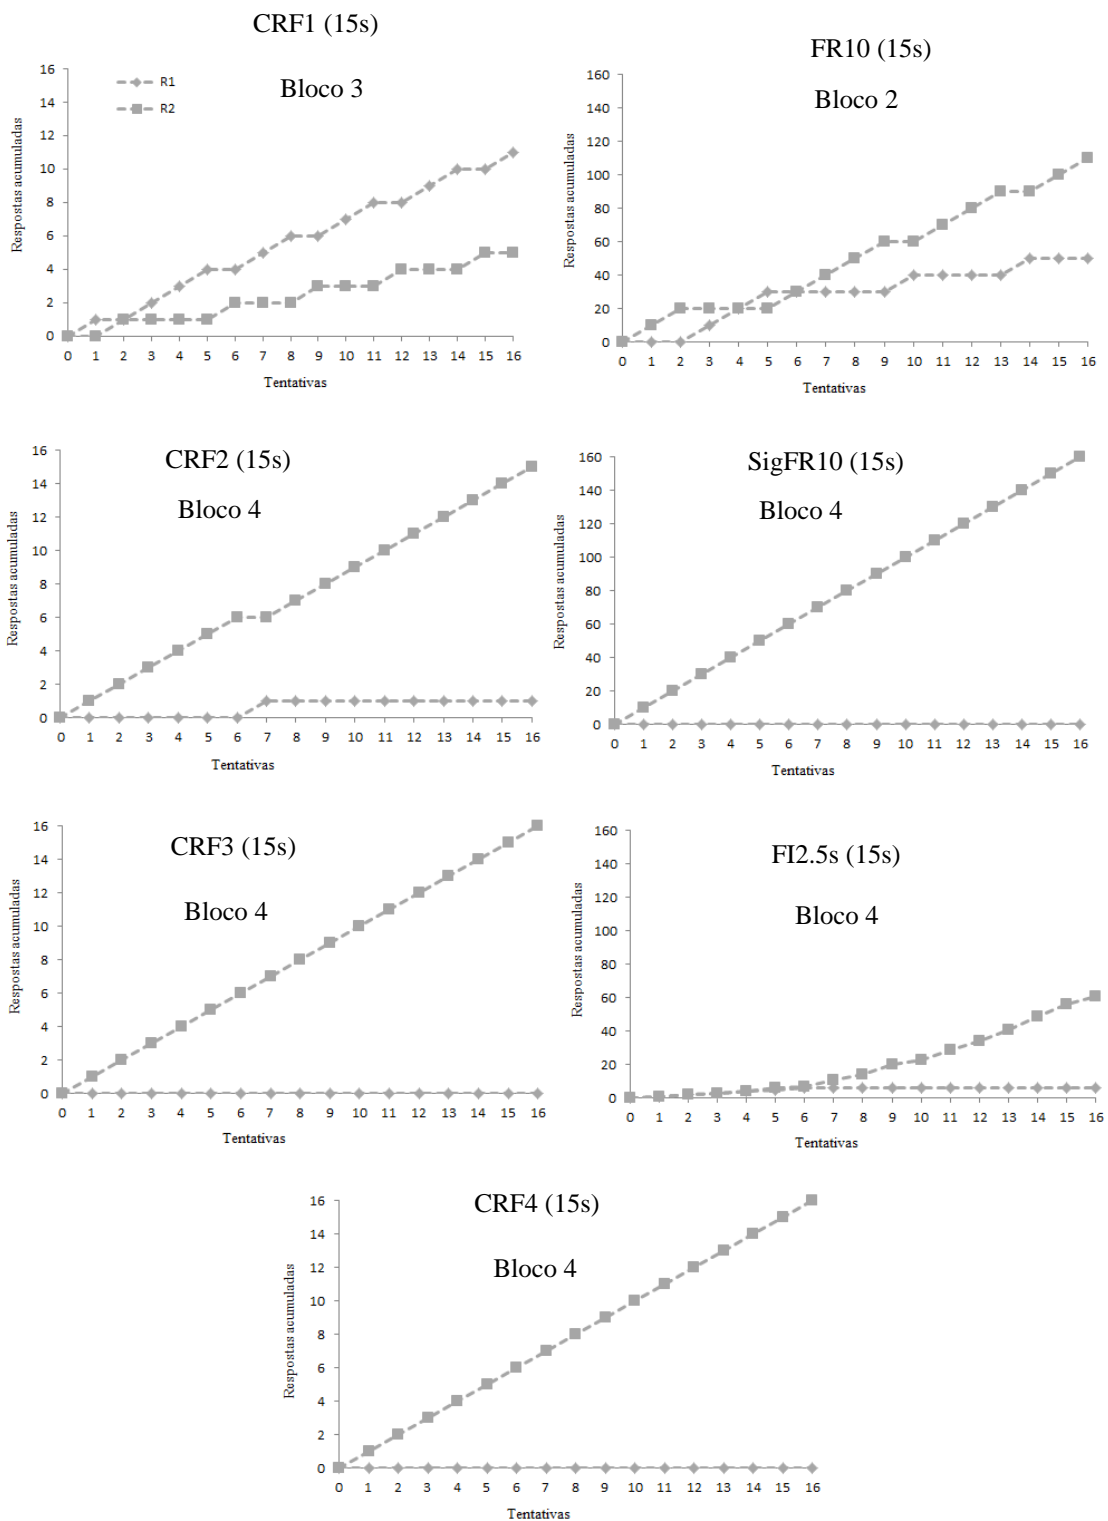 CRF1 (15s)
Bloco 3
R1
R2
Respostas acumuladas
16
14
12
10
8
6
4
2
0
0 1 2 3 4 5 6 7 8 9 10 11 12 13 14 15 16
Tentativas
FR10 (15s)
Bloco 2
Respostas acumuladas
160
140
120
100
80
60
40
20
0
0 1 2 3 4 5 6 7 8 9 10 11 12 13 14 15 16
Tentativas
CRF2 (15s)
Bloco 4
Respostas acumuladas
16
14
12
10
8
6
4
2
0
0 1 2 3 4 5 6 7 8 9 10 11 12 13 14 15 16
Tentativas
SigFR10 (15s)
Bloco 4
Respostas acumuladas
160
140
120
100
80
60
40
20
0
0 1 2 3 4 5 6 7 8 9 10 11 12 13 14 15 16
Tentativas
CRF3 (15s)
Bloco 4
Respostas acumuladas
16
14
12
10
8
6
4
2
0
0 1 2 3 4 5 6 7 8 9 10 11 12 13 14 15 16
Tentativas
FI2.5s (15s)
Bloco 4
Respostas acumuladas
160
140
120
100
80
60
40
20
0
0 1 2 3 4 5 6 7 8 9 10 11 12 13 14 15 16
Tentativas
CRF4 (15s)
Bloco 4
Respostas acumuladas
16
14
12
10
8
6
4
2
0
0 1 2 3 4 5 6 7 8 9 10 11 12 13 14 15 16
Tentativas